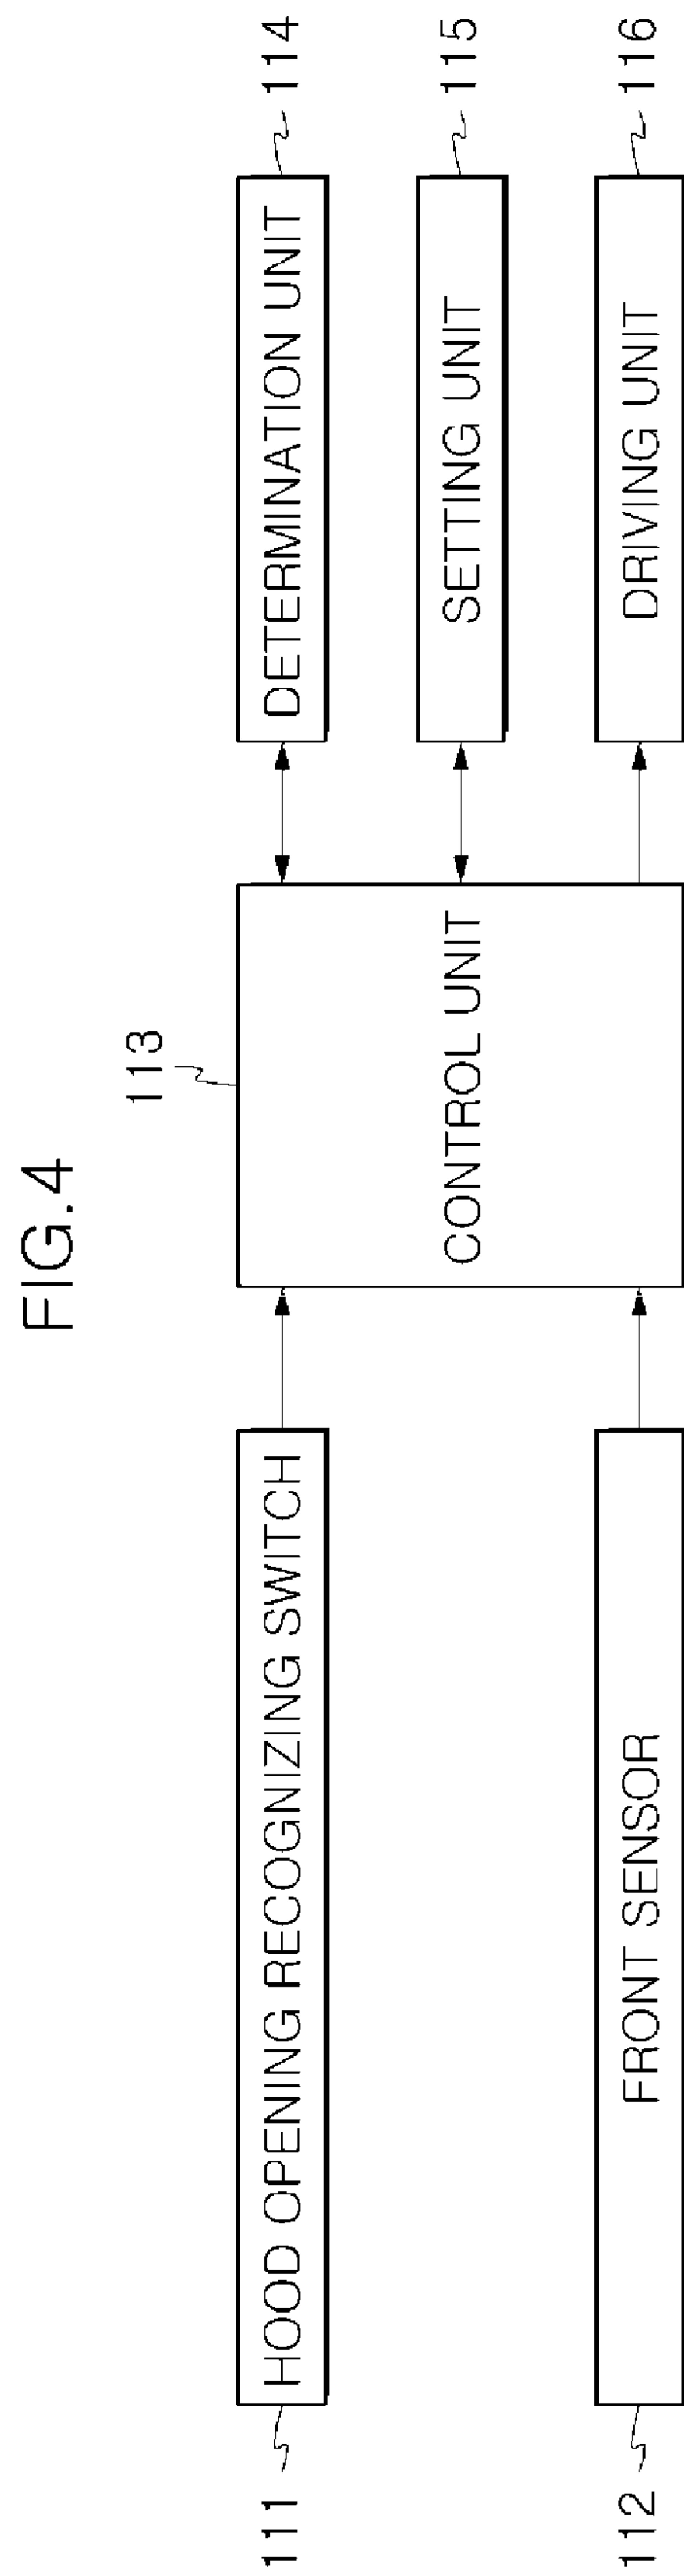 FIG.4
113
111
HOOD OPENING RECOGNIZING SWITCH
CONTROL UNIT
DETERMINATION UNIT
114
SETTING UNIT
115
112
FRONT SENSOR
DRIVING UNIT
116